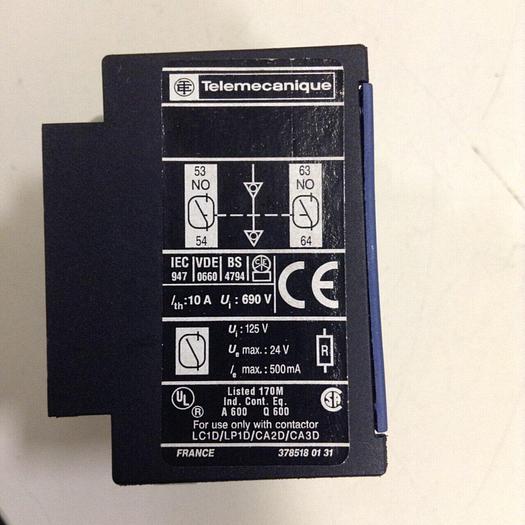 Telemecanique
53 63
NO NO
54 64
IEC VDE BS
947 0660 4794
Ith:10 A Ui: 690 V
CE
Ui: 125 V
Ue max.: 24 V
Ie max.: 500mA
R
UL ® Listed 170M
Ind. Cont. Eq.
A 600 Q 600
For use only with contactor
LC1D/LP1D/CA2D/CA3D
FRANCE 378518 01 31